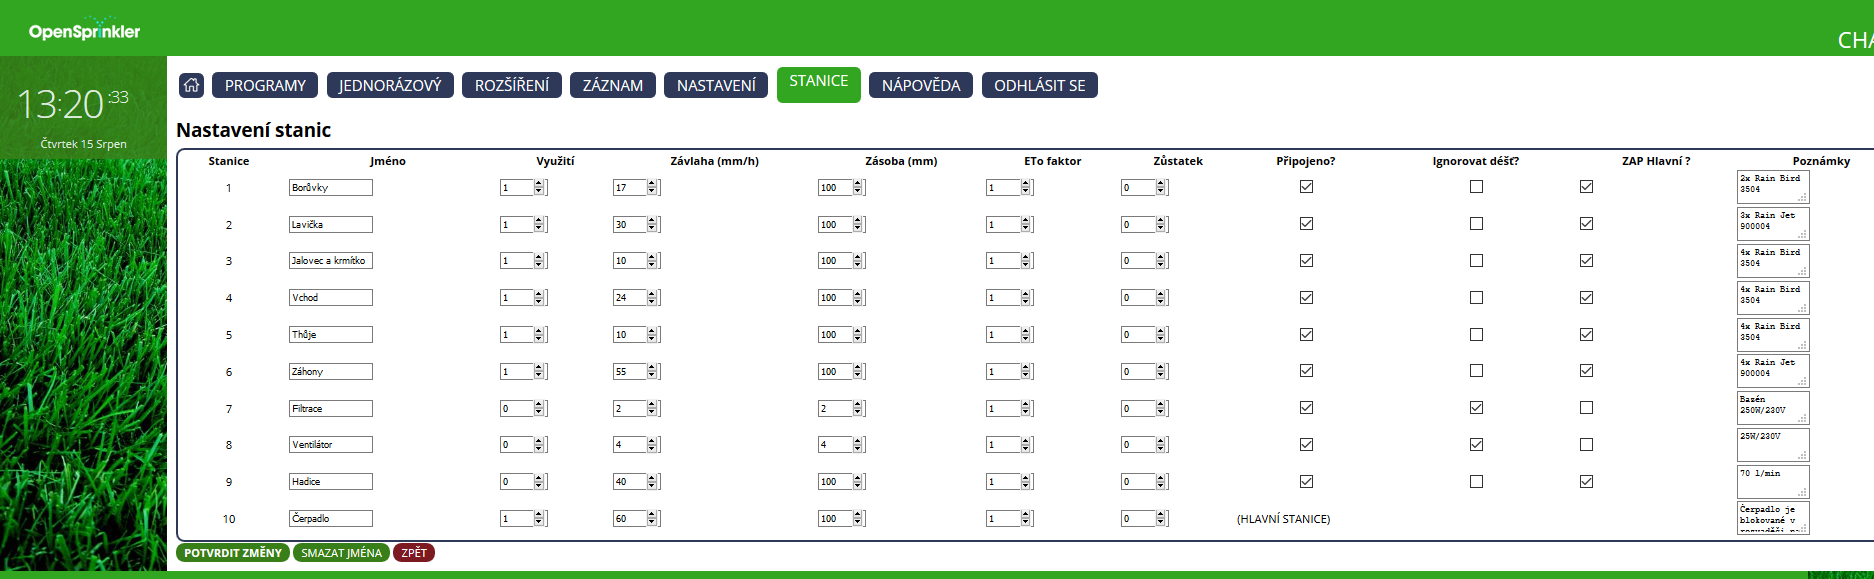 OpenSprinkler
CHA
13:20:33
Čtvrtek 15 Srpen
PROGRAMY JEDNORÁZOVÝ ROZŠÍŘENÍ ZÁZNAM NASTAVENÍ STANICE NÁPOVĚDA ODHLÁSIT SE
Nastavení stanic
Stanice Jméno Využití Závlaha (mm/h) Zásoba (mm) ETo faktor Zůstatek Připojeno? Ignorovat déšť? ZAP Hlavní ? Poznámky
1 Borůvky 1 17 100 1 0 2x Rain Bird
3504
2 Lavička 1 30 100 1 0 3x Rain Jet
900004
3 Jalovec a krmítko 1 10 100 1 0 4x Rain Bird
3504
4 Vchod 1 24 100 1 0 4x Rain Bird
3504
5 Thůje 1 10 100 1 0 4x Rain Bird
3504
6 Záhony 1 55 100 1 0 4x Rain Jet
900004
7 Filtrace 0 2 2 1 0 Bazén
250W/230V
8 Ventilátor 0 4 4 1 0 25W/230V
9 Hadice 0 40 100 1 0 70 l/min
10 Čerpadlo 1 60 100 1 0 (HLAVNÍ STANICE) Čerpadlo je
blokované v
POTVRDIT ZMĚNY SMAZAT JMÉNA ZPĚT